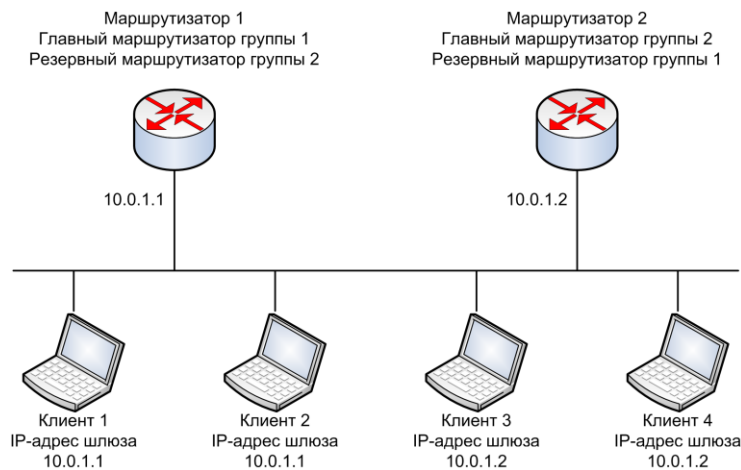 Маршрутизатор 1
Главный маршрутизатор группы 1
Резервный маршрутизатор группы 2
Маршрутизатор 2
Главный маршрутизатор группы 2
Резервный маршрутизатор группы 1
10.0.1.1
10.0.1.2
Клиент 1
IP-адрес шлюза
10.0.1.1
Клиент 2
IP-адрес шлюза
10.0.1.1
Клиент 3
IP-адрес шлюза
10.0.1.2
Клиент 4
IP-адрес шлюза
10.0.1.2